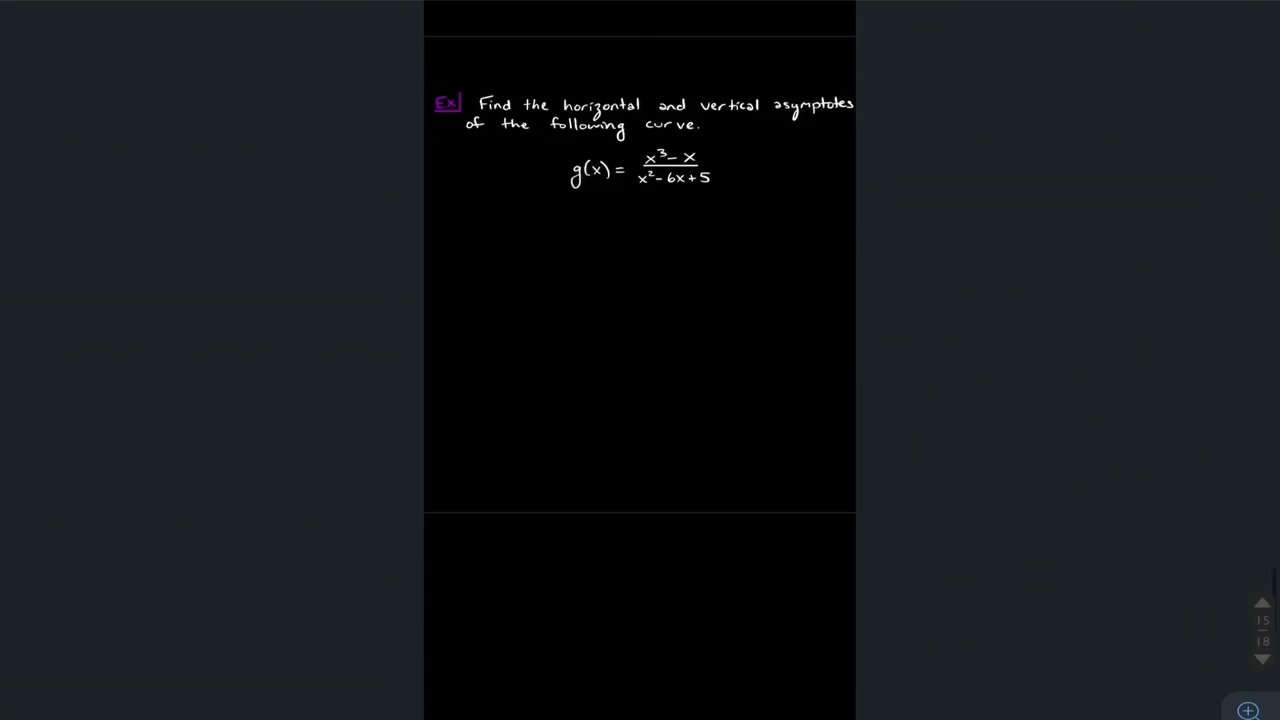 Ex| Find the horizontal and vertical asymptotes
of the following curve.
g(x) = x³ - x / x² - 6x + 5
15
18